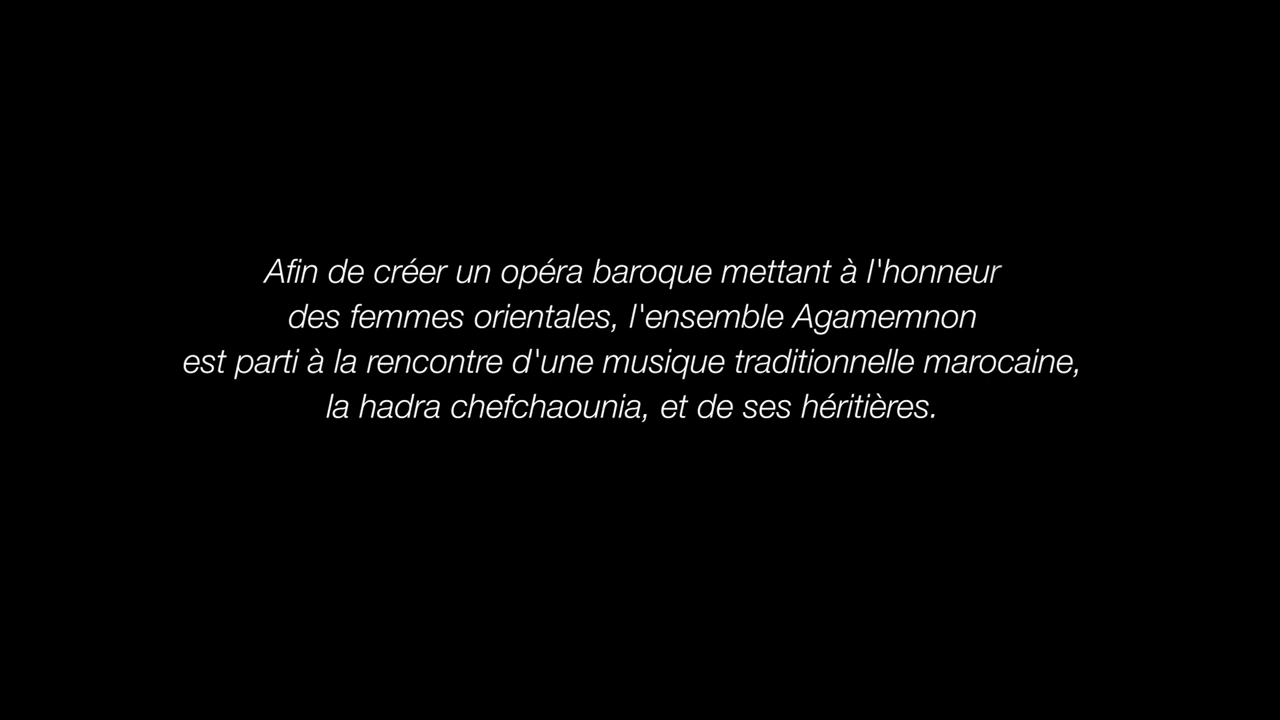 Afin de créer un opéra baroque mettant à l'honneur
des femmes orientales, l'ensemble Agamemnon
est parti à la rencontre d'une musique traditionnelle marocaine,
la hadra chefchaounia, et de ses héritières.